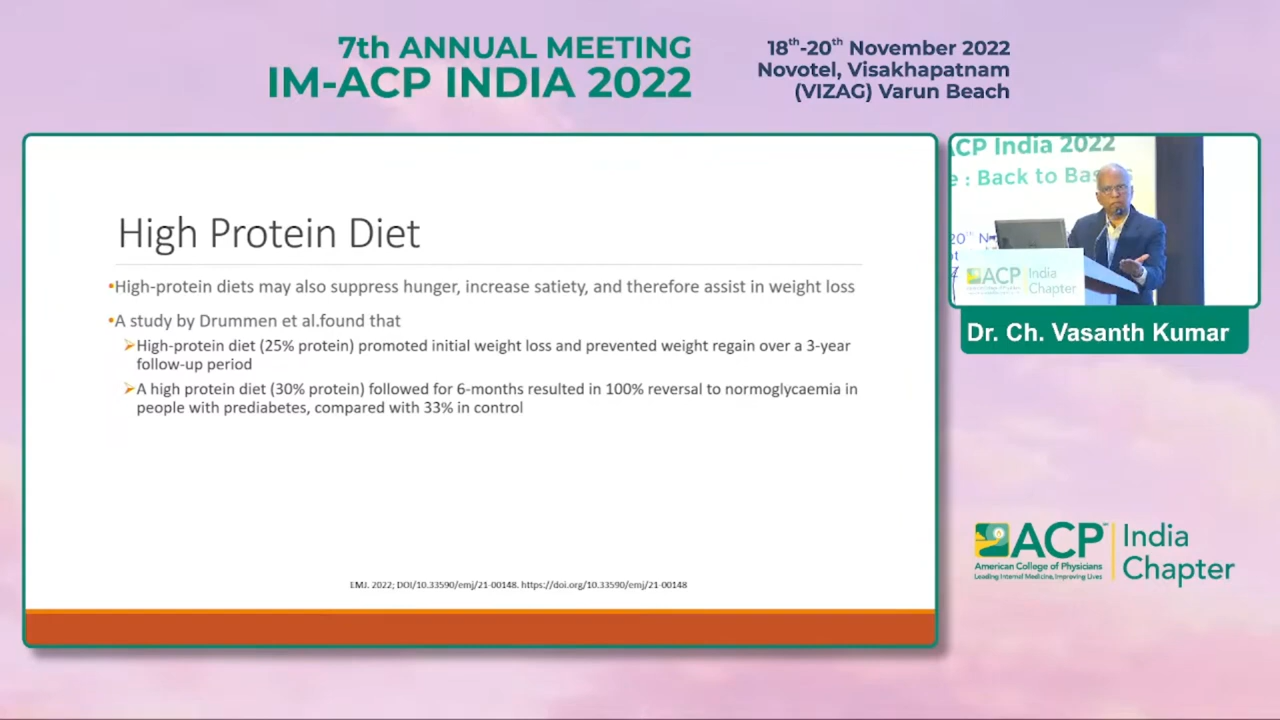 7th ANNUAL MEETING
IM-ACP INDIA 2022
18th-20th November 2022
Novotel, Visakhapatnam
(VIZAG) Varun Beach
High Protein Diet
•High-protein diets may also suppress hunger, increase satiety, and therefore assist in weight loss
•A study by Drummen et al.found that
➢High-protein diet (25% protein) promoted initial weight loss and prevented weight regain over a 3-year
follow-up period
➢A high protein diet (30% protein) followed for 6-months resulted in 100% reversal to normoglycaemia in
people with prediabetes, compared with 33% in control
EMJ. 2022; DOI/10.33590/emj/21-00148. https://doi.org/10.33590/emj/21-00148
ACP India 2022
: Back to
20th
ACP India
Chapter
Dr. Ch. Vasanth Kumar
ACP™ India
Chapter
American College of Physicians
Leading Internal Medicine, Improving Lives